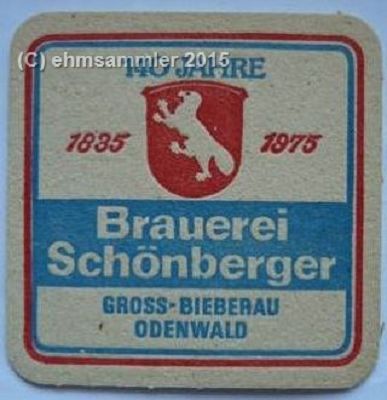 (C) ehmsammler 2015
140 JAHRE
1835 1975
Brauerei
Schönberger
GROSS-BIEBERAU
ODENWALD